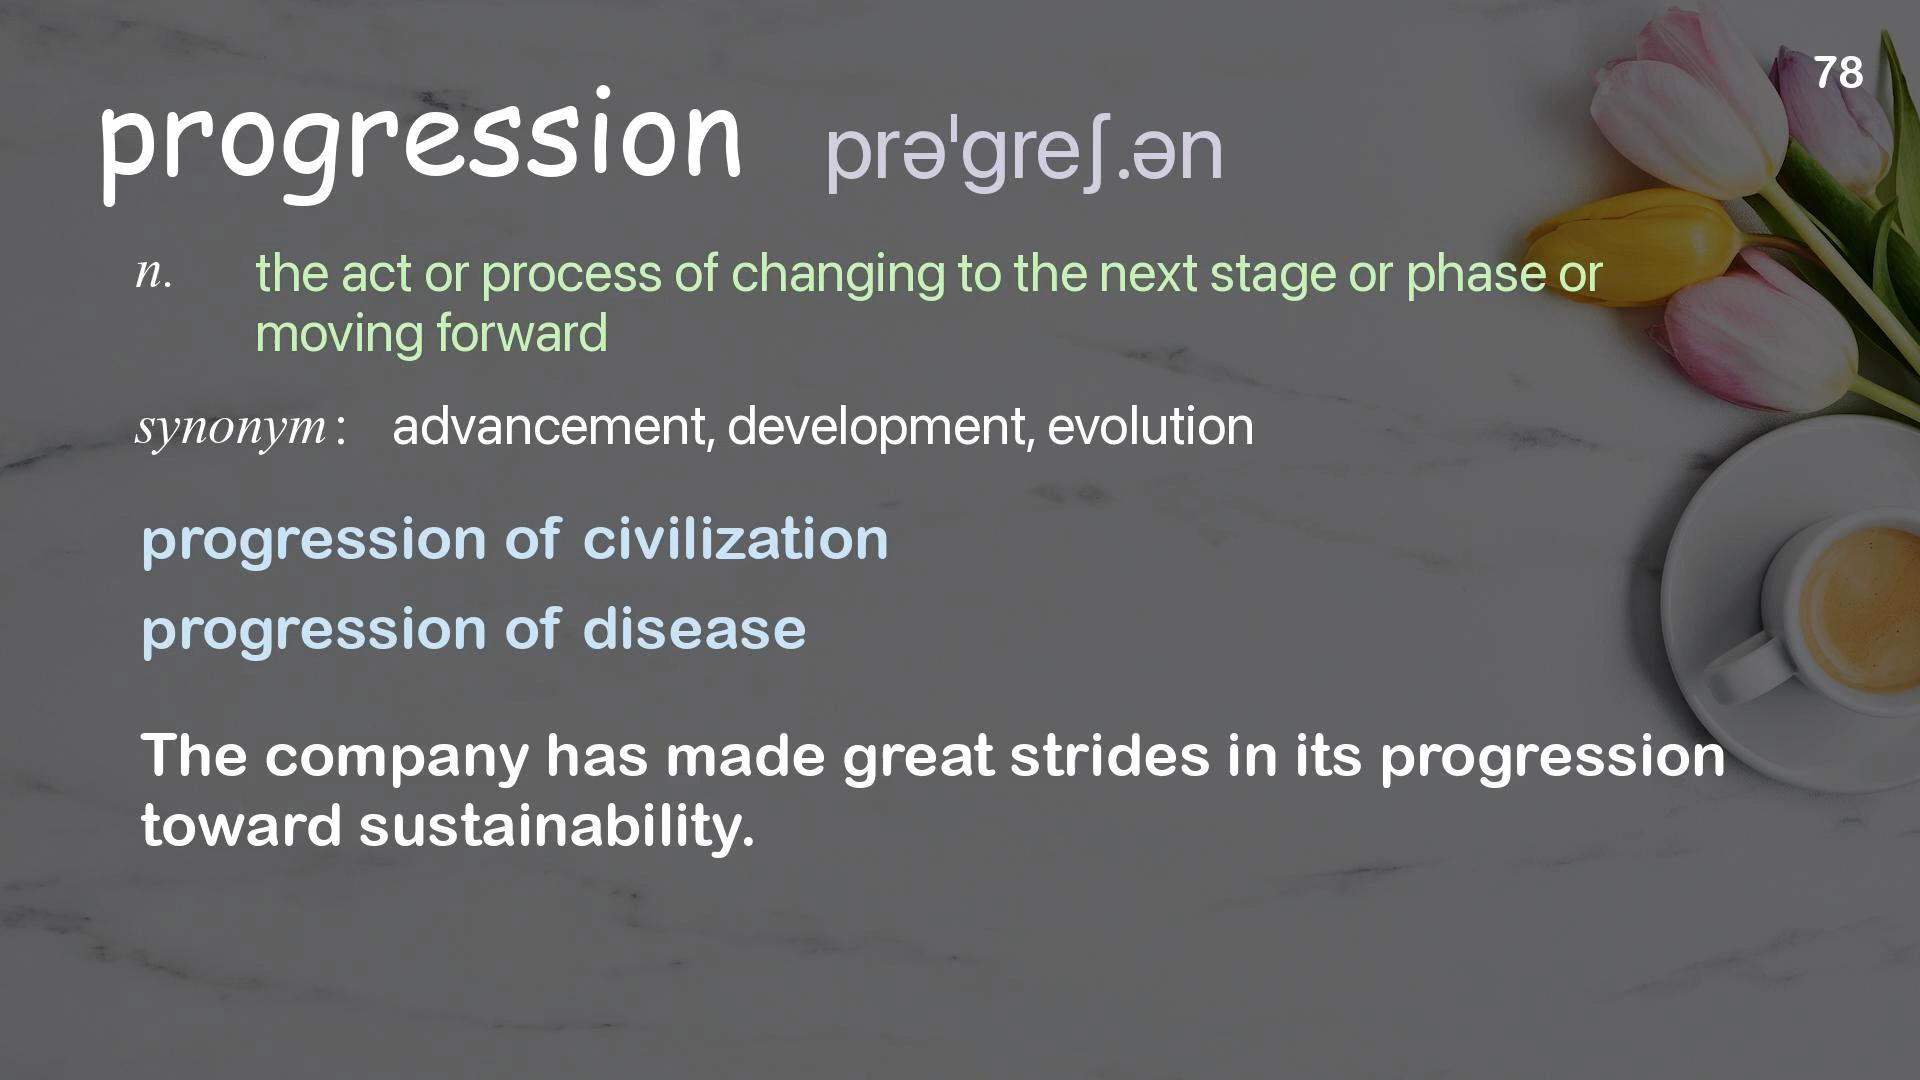 78
progression prəˈɡreʃ.ən
n. the act or process of changing to the next stage or phase or
moving forward
synonym: advancement, development, evolution
progression of civilization
progression of disease
The company has made great strides in its progression
toward sustainability.